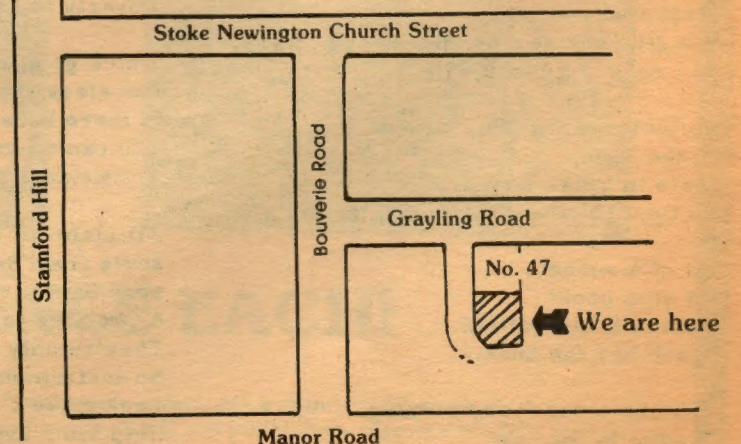 Stoke Newington Church Street
Stamford Hill
Bouverie Road
Grayling Road
No. 47
We are here
Manor Road